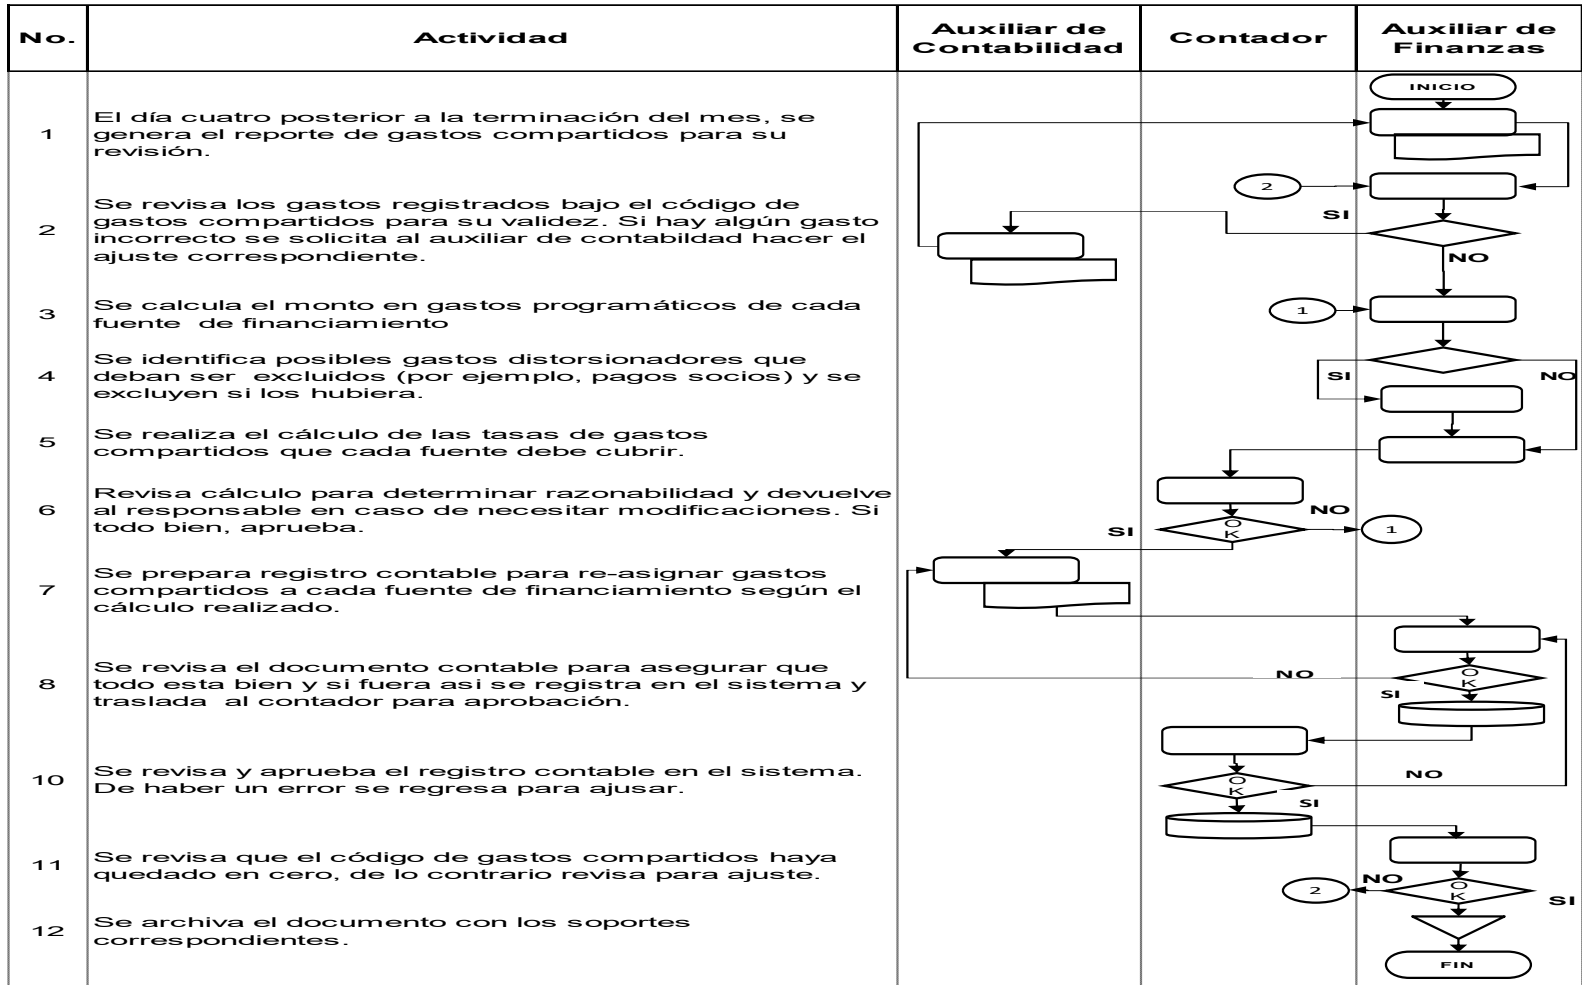 No.
Actividad
Auxiliar de
Contabilidad
Contador
Auxiliar de
Finanzas
INICIO
1
El día cuatro posterior a la terminación del mes, se
genera el reporte de gastos compartidos para su
revisión.
2
2
Se revisa los gastos registrados bajo el código de
gastos compartidos para su validez. Si hay algún gasto
incorrecto se solicita al auxiliar de contabildad hacer el
ajuste correspondiente.
SI
NO
3
Se calcula el monto en gastos programáticos de cada
fuente  de financiamiento
1
4
Se identifica posibles gastos distorsionadores que
deban ser  excluidos (por ejemplo, pagos socios) y se
excluyen si los hubiera.
SI
NO
5
Se realiza el cálculo de las tasas de gastos
compartidos que cada fuente debe cubrir.
6
Revisa cálculo para determinar razonabilidad y devuelve
al responsable en caso de necesitar modificaciones. Si
todo bien, aprueba.
SI
O
K
NO
1
7
Se prepara registro contable para re-asignar gastos
compartidos a cada fuente de financiamiento según el
cálculo realizado.
8
Se revisa el documento contable para asegurar que
todo esta bien y si fuera asi se registra en el sistema y
traslada  al contador para aprobación.
NO
O
K
SI
10
Se revisa y aprueba el registro contable en el sistema.
De haber un error se regresa para ajusar.
O
K
NO
SI
11
Se revisa que el código de gastos compartidos haya
quedado en cero, de lo contrario revisa para ajuste.
2
NO
O
K
SI
12
Se archiva el documento con los soportes
correspondientes.
FIN